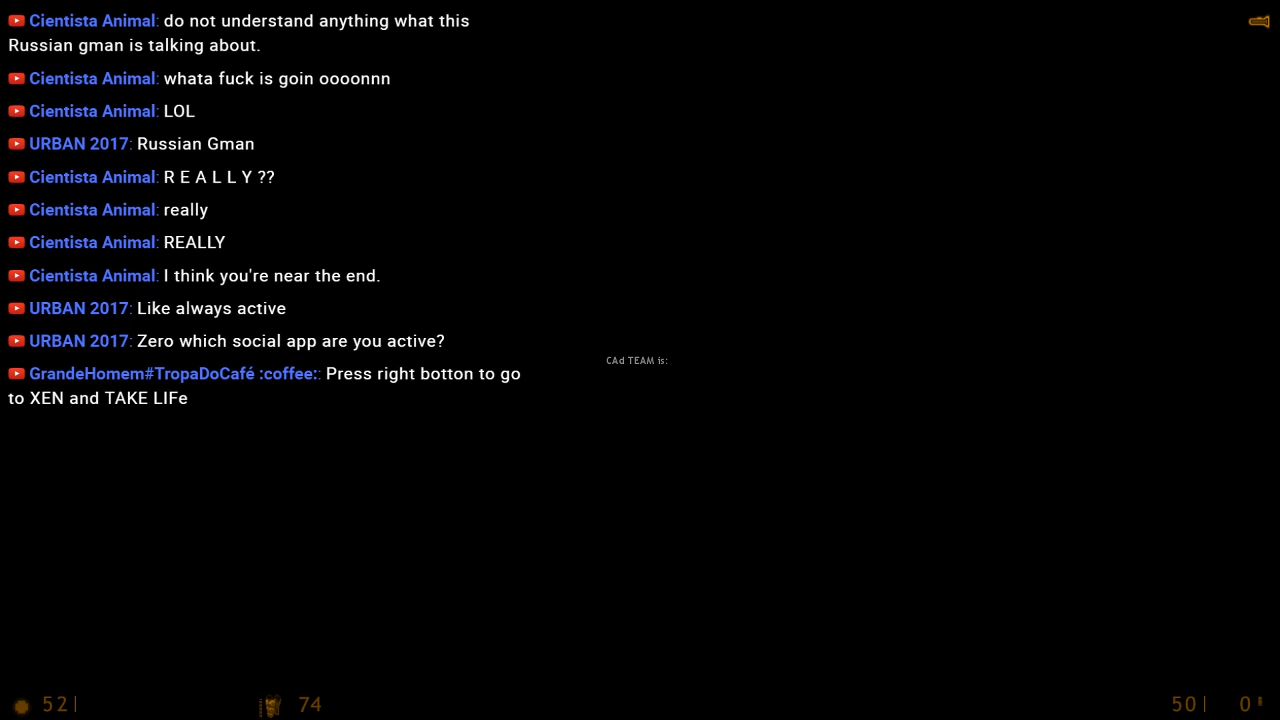 Cientista Animal: do not understand anything what this
Russian gman is talking about.
Cientista Animal: whata fuck is goin oooonnn
Cientista Animal: LOL
URBAN 2017: Russian Gman
Cientista Animal: R E A L L Y ??
Cientista Animal: really
Cientista Animal: REALLY
Cientista Animal: I think you're near the end.
URBAN 2017: Like always active
URBAN 2017: Zero which social app are you active?
CAd TEAM is:
GrandeHomem#TropaDoCafé :coffee:: Press right botton to go
to XEN and TAKE LIFe
52| 74 50| 0